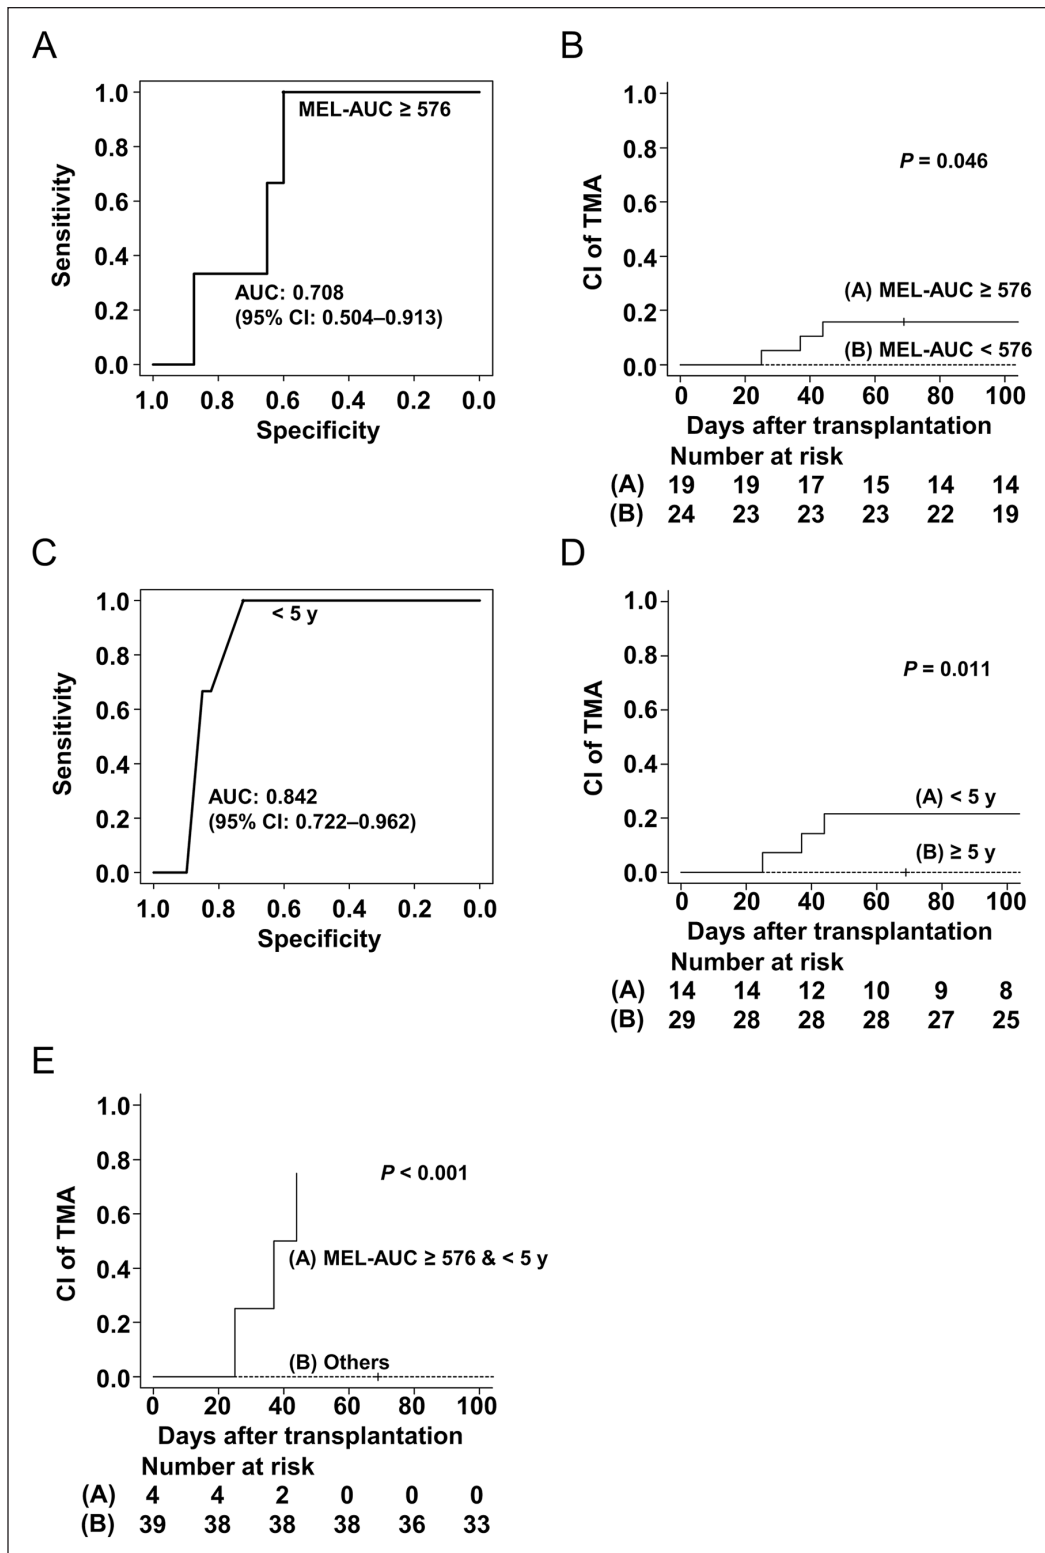 A
1.0
0.8
0.6
0.4
0.2
0.0
Sensitivity
MEL-AUC ≥ 576
AUC: 0.708
(95% CI: 0.504–0.913)
1.0 0.8 0.6 0.4 0.2 0.0
Specificity
B
1.0
0.8
0.6
0.4
0.2
0.0
CI of TMA
P = 0.046
(A) MEL-AUC ≥ 576
(B) MEL-AUC < 576
0 20 40 60 80 100
Days after transplantation
Number at risk
(A) 19 19 17 15 14 14
(B) 24 23 23 23 22 19
C
1.0
0.8
0.6
0.4
0.2
0.0
Sensitivity
< 5 y
AUC: 0.842
(95% CI: 0.722–0.962)
1.0 0.8 0.6 0.4 0.2 0.0
Specificity
D
1.0
0.8
0.6
0.4
0.2
0.0
CI of TMA
P = 0.011
(A) < 5 y
(B) ≥ 5 y
0 20 40 60 80 100
Days after transplantation
Number at risk
(A) 14 14 12 10 9 8
(B) 29 28 28 28 27 25
E
1.0
0.8
0.6
0.4
0.2
0.0
CI of TMA
P < 0.001
(A) MEL-AUC ≥ 576 & < 5 y
(B) Others
0 20 40 60 80 100
Days after transplantation
Number at risk
(A) 4 4 2 0 0 0
(B) 39 38 38 38 36 33